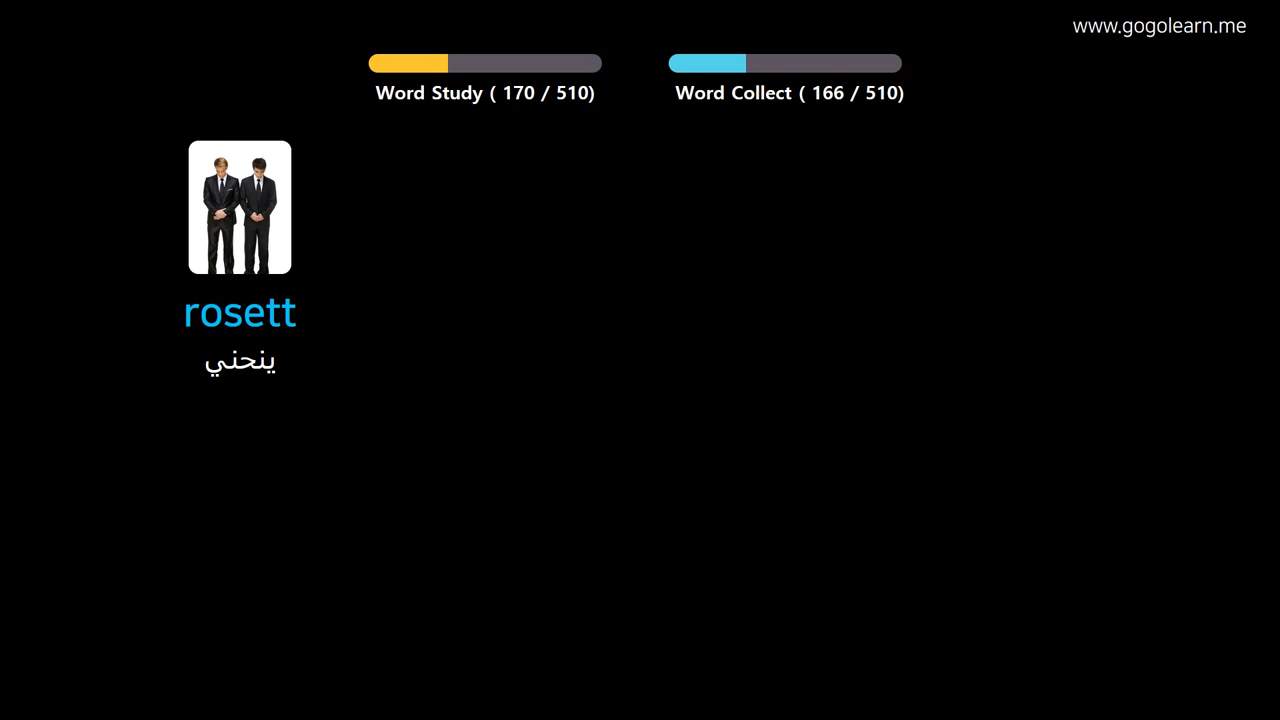 www.gogolearn.me
Word Study ( 170 / 510)
Word Collect ( 166 / 510)
rosett
ينحني